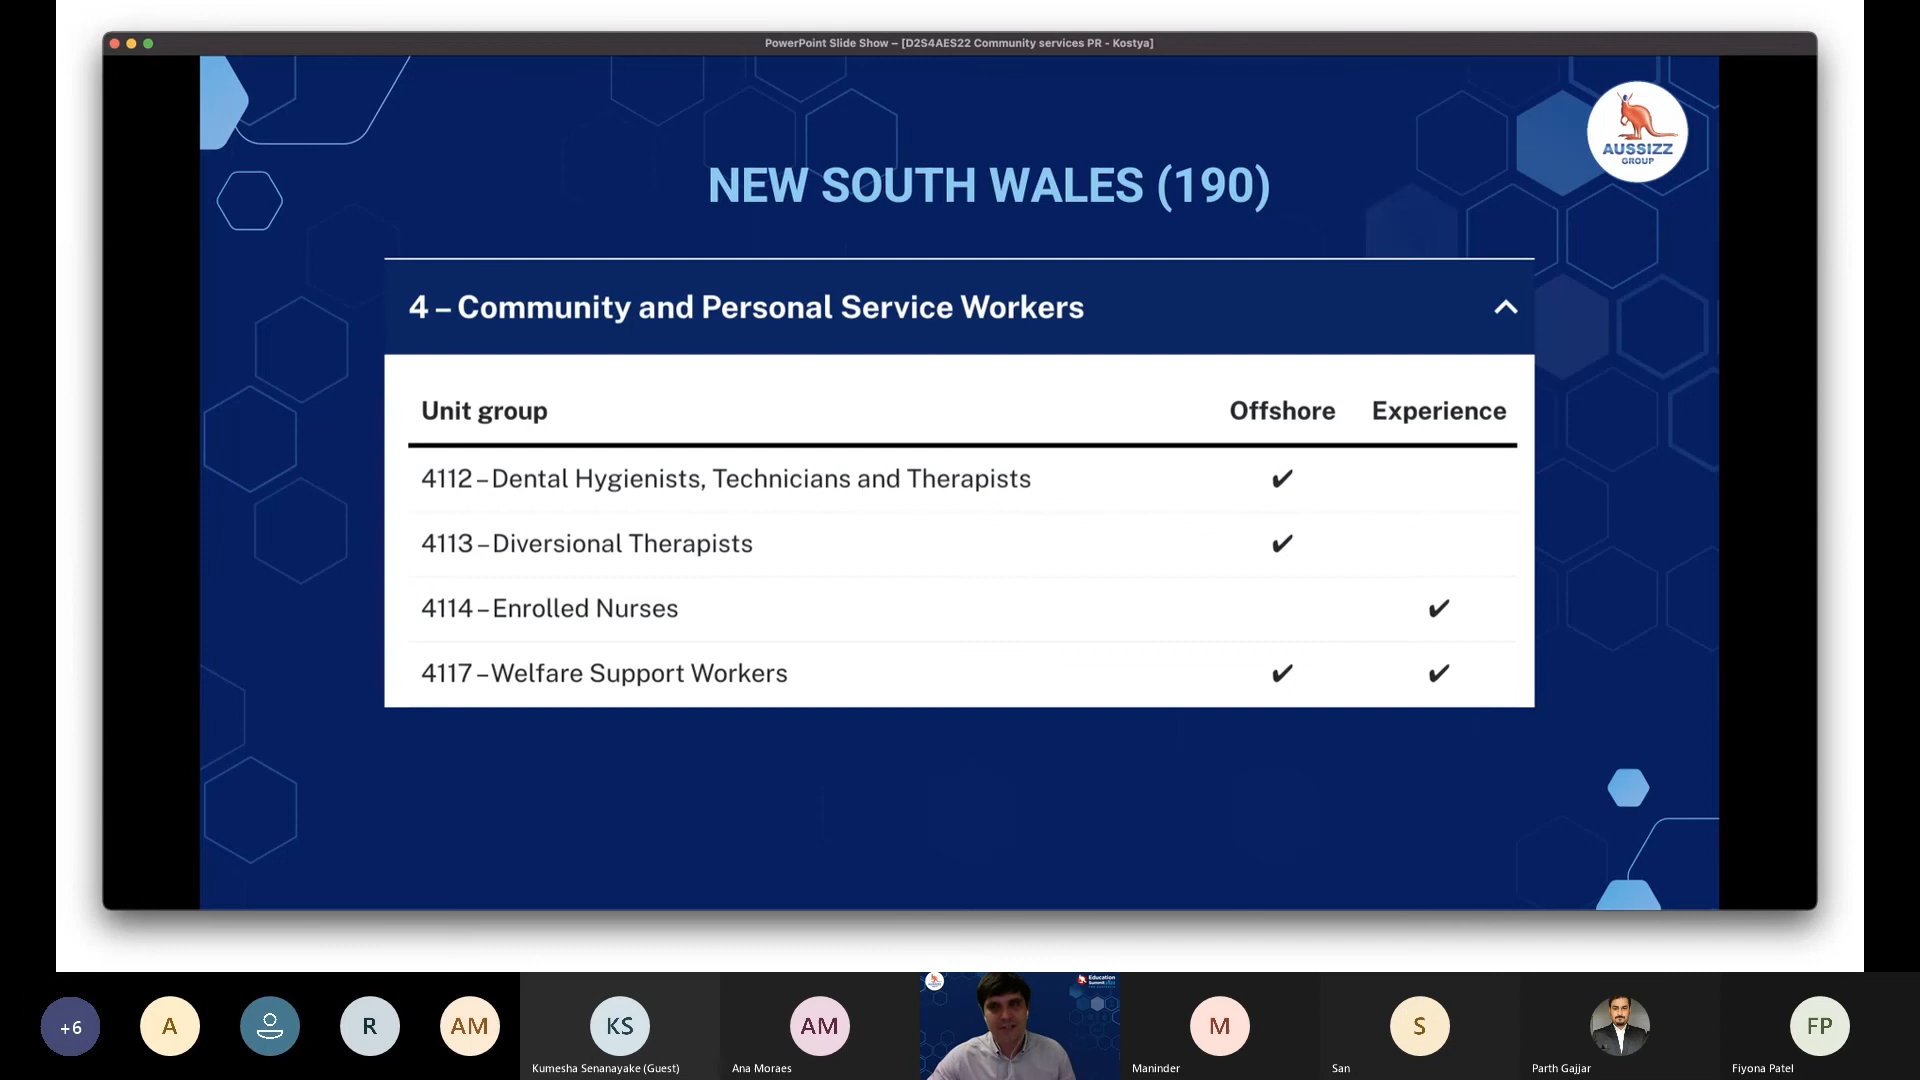 PowerPoint Slide Show – [D2S4AES22 Community services PR - Kostya]
AUSSIZZ
GROUP
NEW SOUTH WALES (190)
4 – Community and Personal Service Workers
Unit group Offshore Experience
4112 – Dental Hygienists, Technicians and Therapists ✔
4113 – Diversional Therapists ✔
4114 – Enrolled Nurses ✔
4117 – Welfare Support Workers ✔ ✔
+6 A R AM KS AM M S FP
Education
Kumesha Senanayake (Guest) Ana Moraes Maninder San Parth Gajjar Fiyona Patel